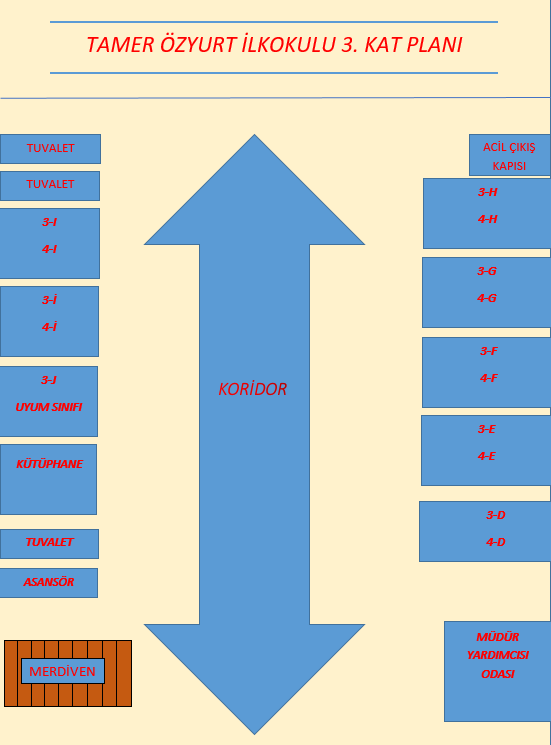 TAMER ÖZYURT İLKOKULU 3. KAT PLANI
TUVALET
TUVALET
3-I
4-I
3-İ
4-İ
3-J
UYUM SINIFI
KÜTÜPHANE
TUVALET
ASANSÖR
MERDİVEN
KORİDOR
ACİL ÇIKIŞ
KAPISI
3-H
4-H
3-G
4-G
3-F
4-F
3-E
4-E
3-D
4-D
MÜDÜR
YARDIMCISI
ODASI